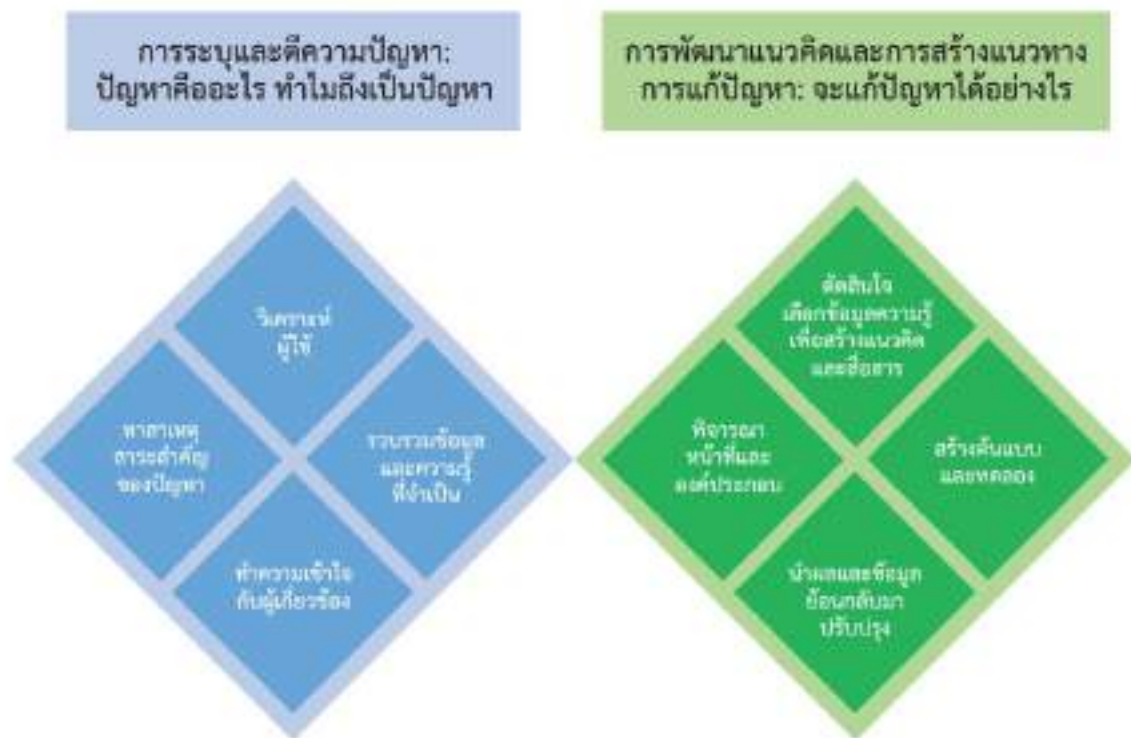 การระบุและตีความปัญหา:
ปัญหาคืออะไร ทำไมถึงเป็นปัญหา
การพัฒนาแนวคิดและการสร้างแนวทาง
การแก้ปัญหา: จะแก้ปัญหาได้อย่างไร
วิเคราะห์
ผู้ใช้
หาสาเหตุ
สาระสำคัญ
ของปัญหา
รวบรวมข้อมูล
และความรู้
ที่จำเป็น
ทำความเข้าใจ
กับผู้เกี่ยวข้อง
ตัดสินใจ
เลือกข้อมูลความรู้
เพื่อสร้างแนวคิด
และสื่อสาร
พิจารณา
หน้าที่และ
องค์ประกอบ
สร้างต้นแบบ
และทดลอง
นำผลและข้อมูล
ย้อนกลับมา
ปรับปรุง